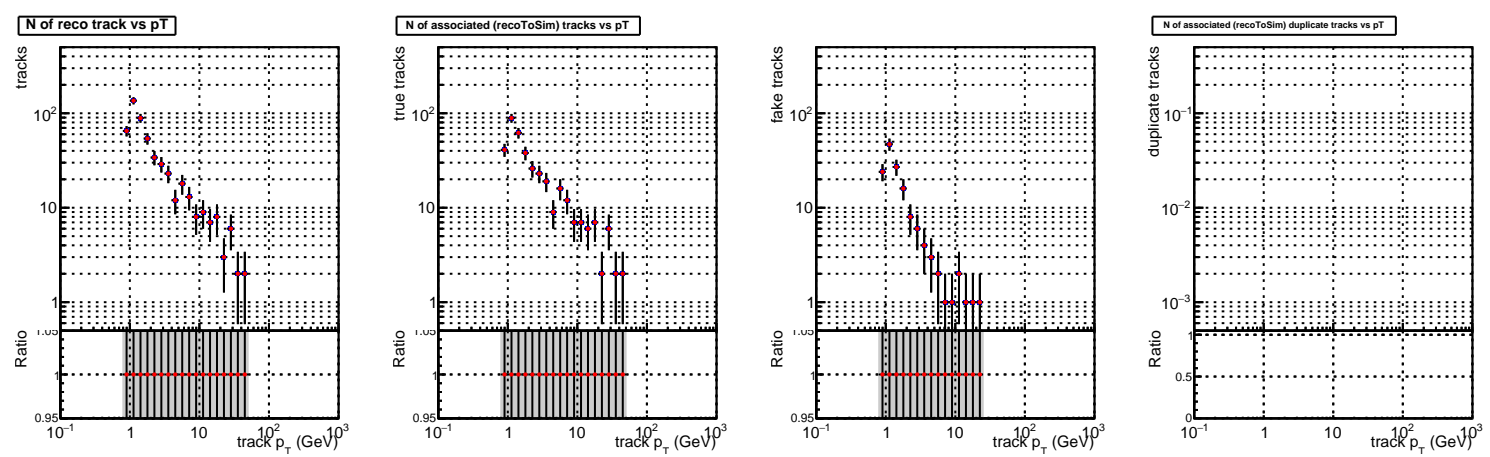 N of reco track vs pT
tracks
10²
10
1
Ratio
1.05
1
0.95
10⁻¹ 1 10 10² 10³
track p_T (GeV)
N of associated (recoToSim) tracks vs pT
true tracks
10²
10
1
Ratio
1.05
1
0.95
10⁻¹ 1 10 10² 10³
track p_T (GeV)
fake tracks
10²
10
1
Ratio
1.05
1
0.95
10⁻¹ 1 10 10² 10³
track p_T (GeV)
N of associated (recoToSim) duplicate tracks vs pT
duplicate tracks
10⁻¹
10⁻²
10⁻³
Ratio
1
0.5
0
10⁻¹ 1 10 10² 10³
track p_T (GeV)